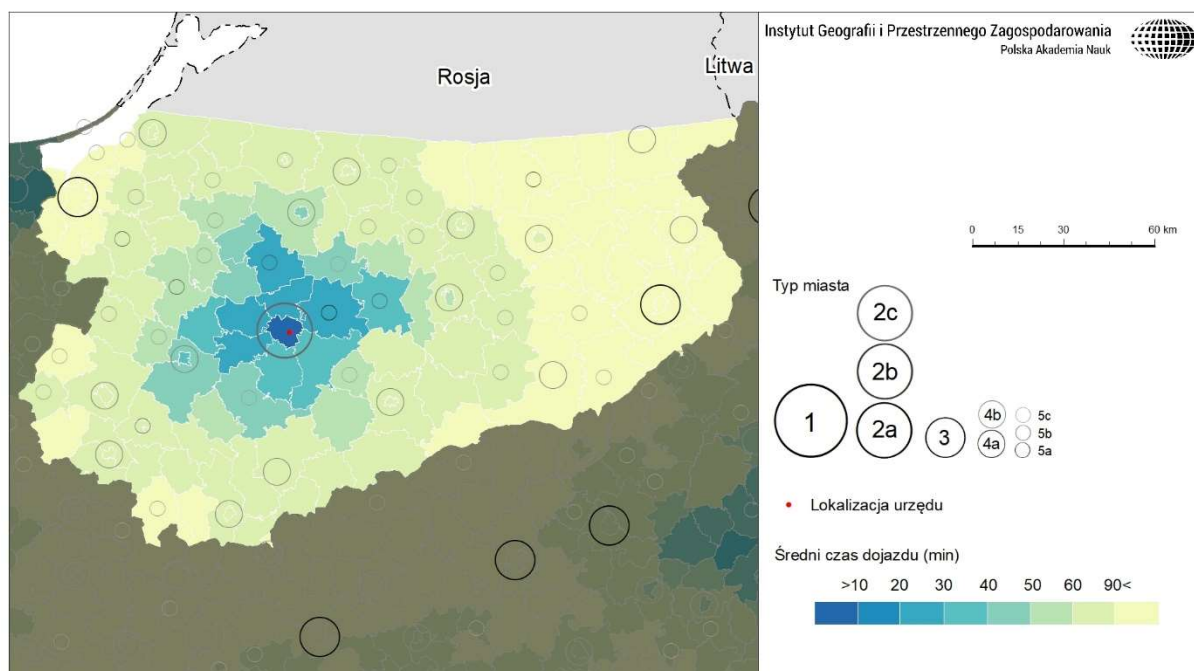 Instytut Geografii i Przestrzennego Zagospodarowania
Polska Akademia Nauk
Rosja
Litwa
0 15 30 60 km
Typ miasta
2c
2b
1
2a
3
4b
4a
5c
5b
5a
Lokalizacja urzędu
Średni czas dojazdu (min)
>10 20 30 40 50 60 90<